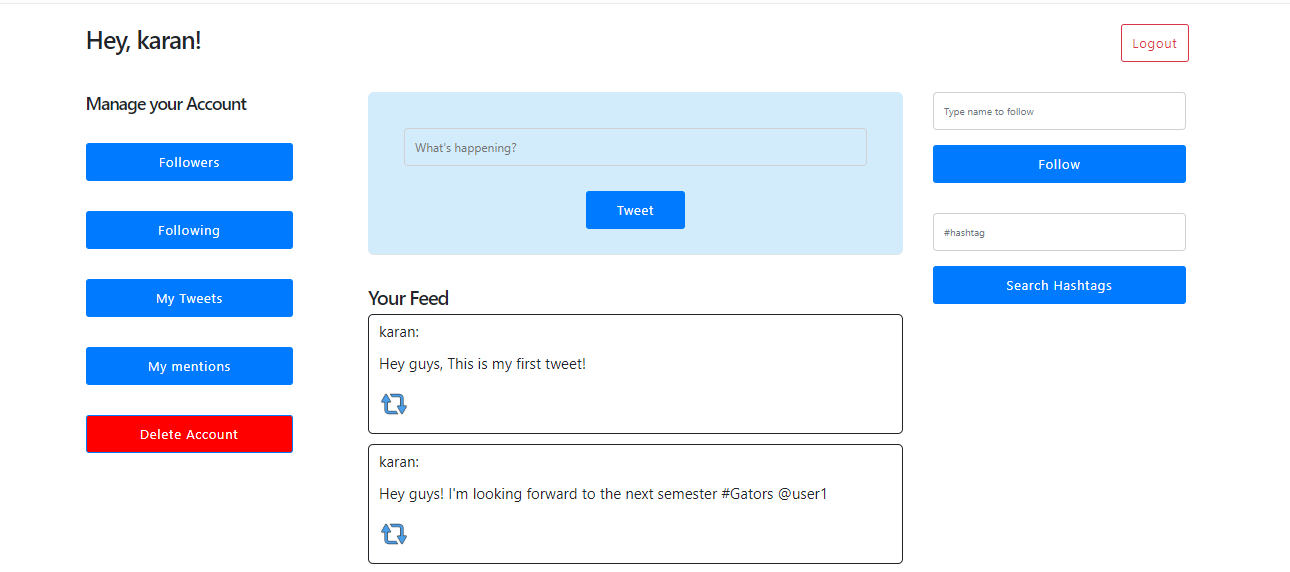 Hey, karan!
Logout
Manage your Account
Followers
Following
My Tweets
My mentions
Delete Account
What's happening?
Tweet
Your Feed
karan:
Hey guys, This is my first tweet!
karan:
Hey guys! I'm looking forward to the next semester #Gators @user1
Type name to follow
Follow
#hashtag
Search Hashtags